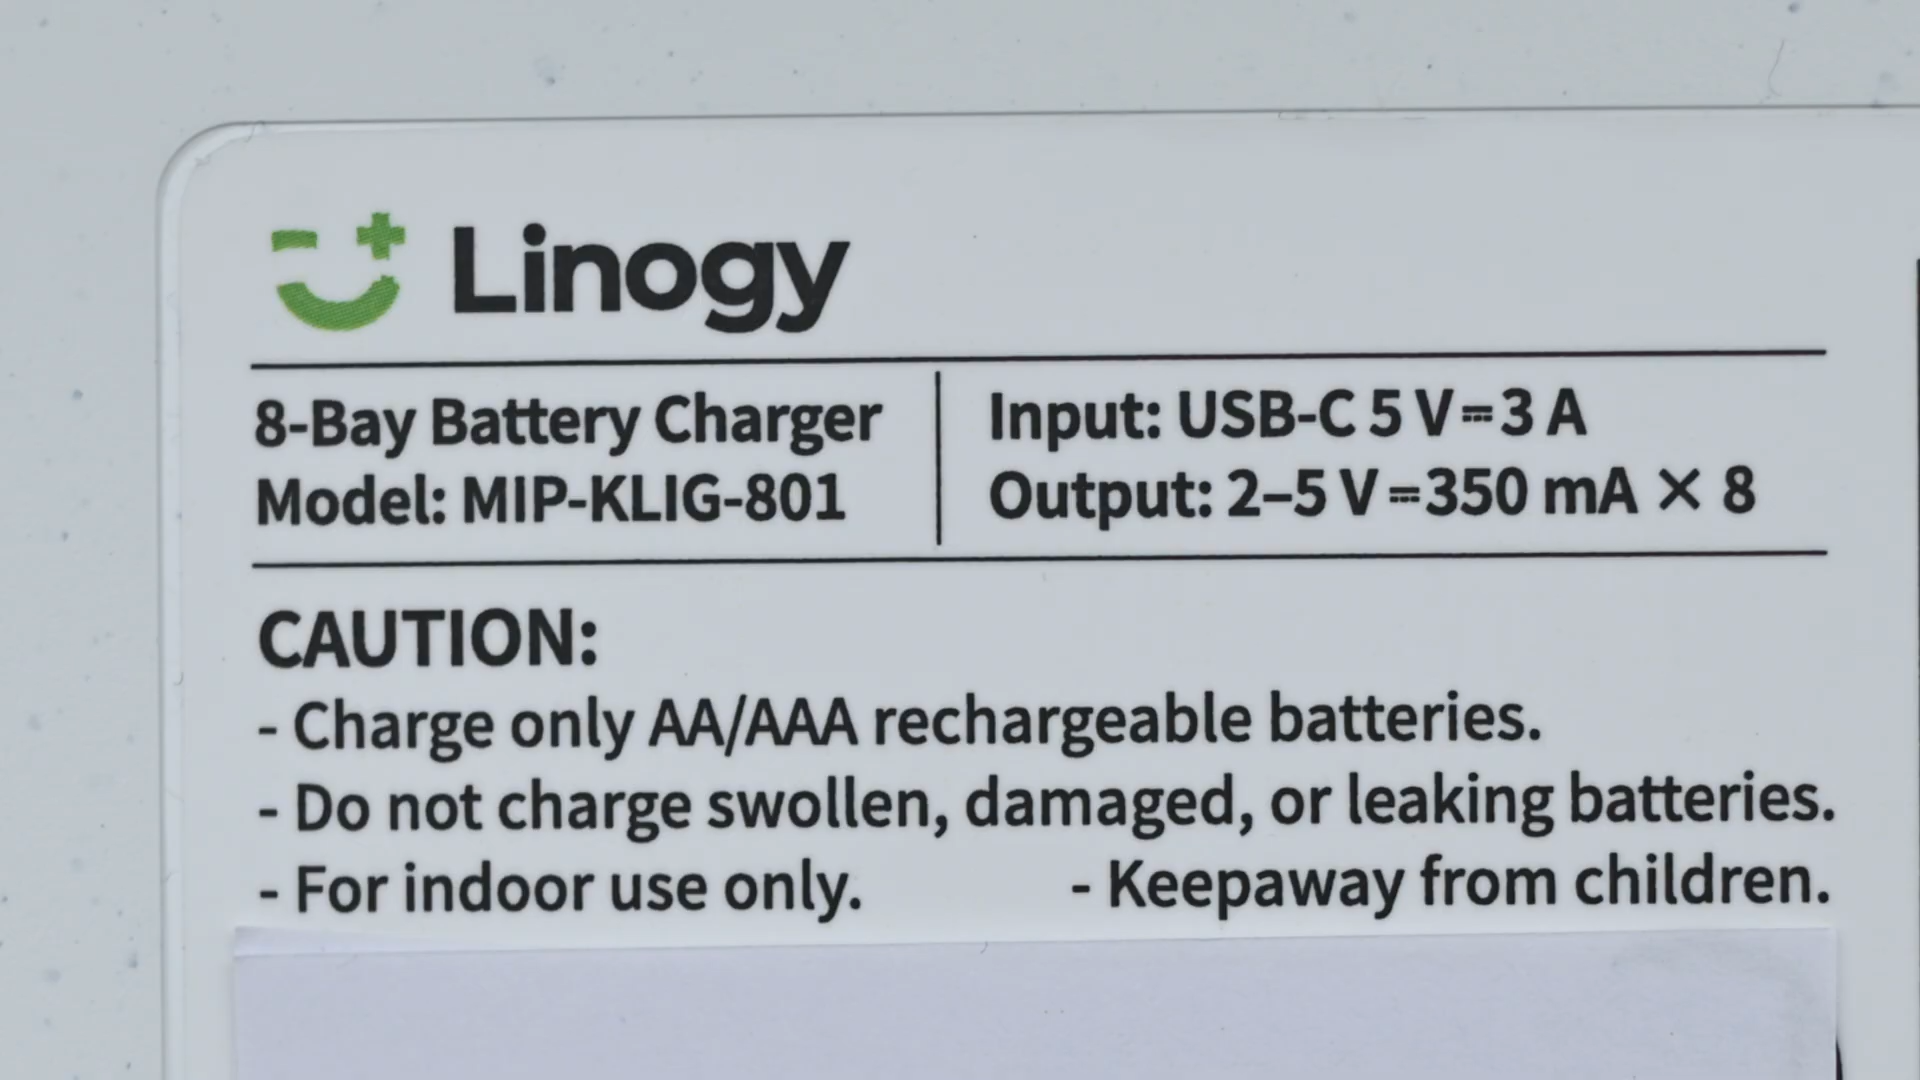 Linogy
8-Bay Battery Charger
Model: MIP-KLIG-801
Input: USB-C 5 V⎓3 A
Output: 2–5 V⎓350 mA × 8
CAUTION:
- Charge only AA/AAA rechargeable batteries.
- Do not charge swollen, damaged, or leaking batteries.
- For indoor use only. - Keepaway from children.